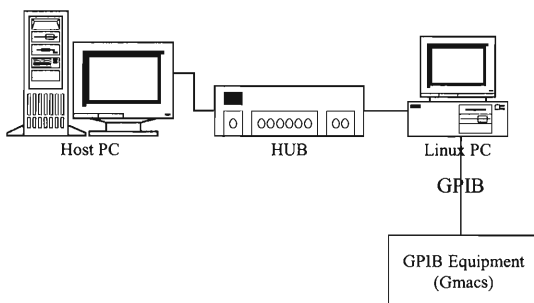 Host PC
HUB
Linux PC
GPIB
GPIB Equipment
(Gmacs)